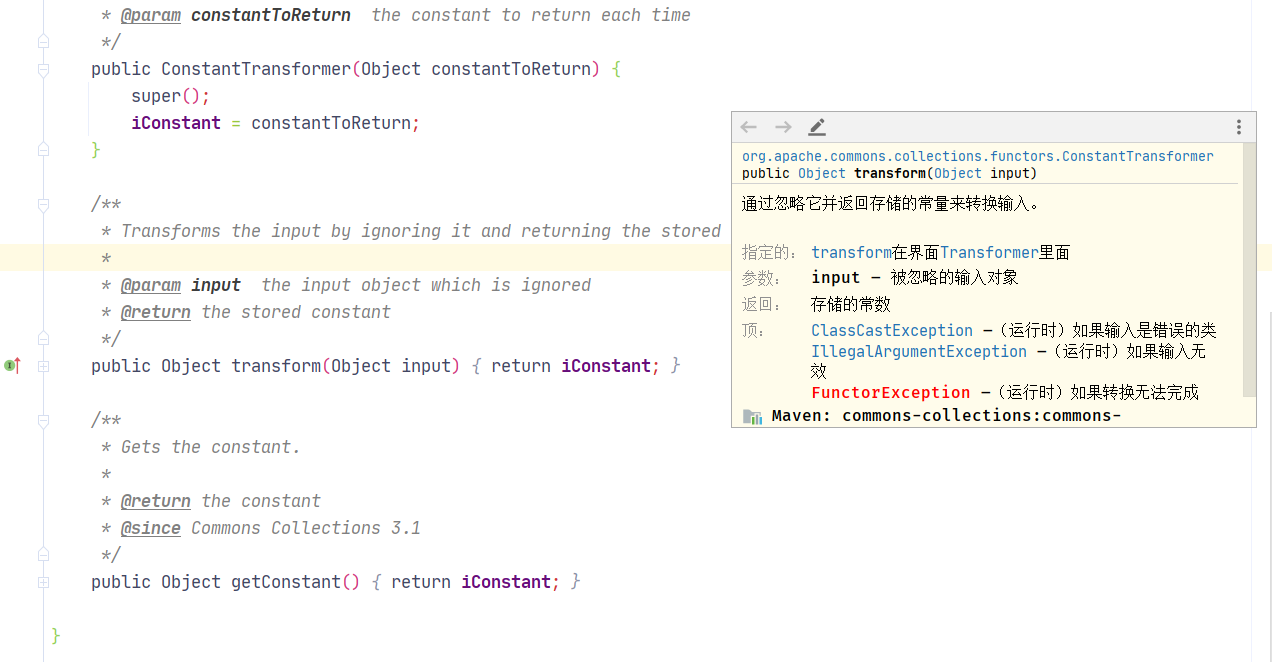 * @param constantToReturn  the constant to return each time
*/
public ConstantTransformer(Object constantToReturn) {
super();
iConstant = constantToReturn;
}
/**
* Transforms the input by ignoring it and returning the stored
*
* @param input  the input object which is ignored
* @return the stored constant
*/
public Object transform(Object input) { return iConstant; }
/**
* Gets the constant.
*
* @return the constant
* @since Commons Collections 3.1
*/
public Object getConstant() { return iConstant; }
}
org.apache.commons.collections.functors.ConstantTransformer
public Object transform(Object input)
通过忽略它并返回存储的常量来转换输入。
指定的： transform在界面Transformer里面
参数： input – 被忽略的输入对象
返回： 存储的常数
顶： ClassCastException –（运行时）如果输入是错误的类
IllegalArgumentException –（运行时）如果输入无
效
FunctorException –（运行时）如果转换无法完成
Maven: commons-collections:commons-